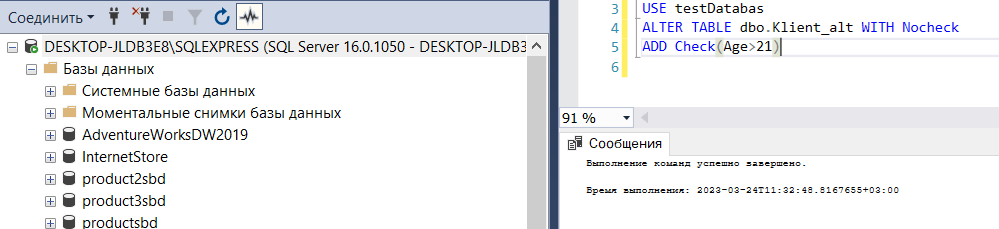 Соединить
DESKTOP-JLDB3E8\SQLEXPRESS (SQL Server 16.0.1050 - DESKTOP-JLDB3
Базы данных
Системные базы данных
Моментальные снимки базы данных
AdventureWorksDW2019
InternetStore
product2sbd
product3sbd
productsbd
3 USE testDatabas
4 ALTER TABLE dbo.Klient_alt WITH Nocheck
5 ADD Check(Age>21)
6
91 %
Сообщения
Выполнение команд успешно завершено.
Время выполнения: 2023-03-24T11:32:48.8167655+03:00